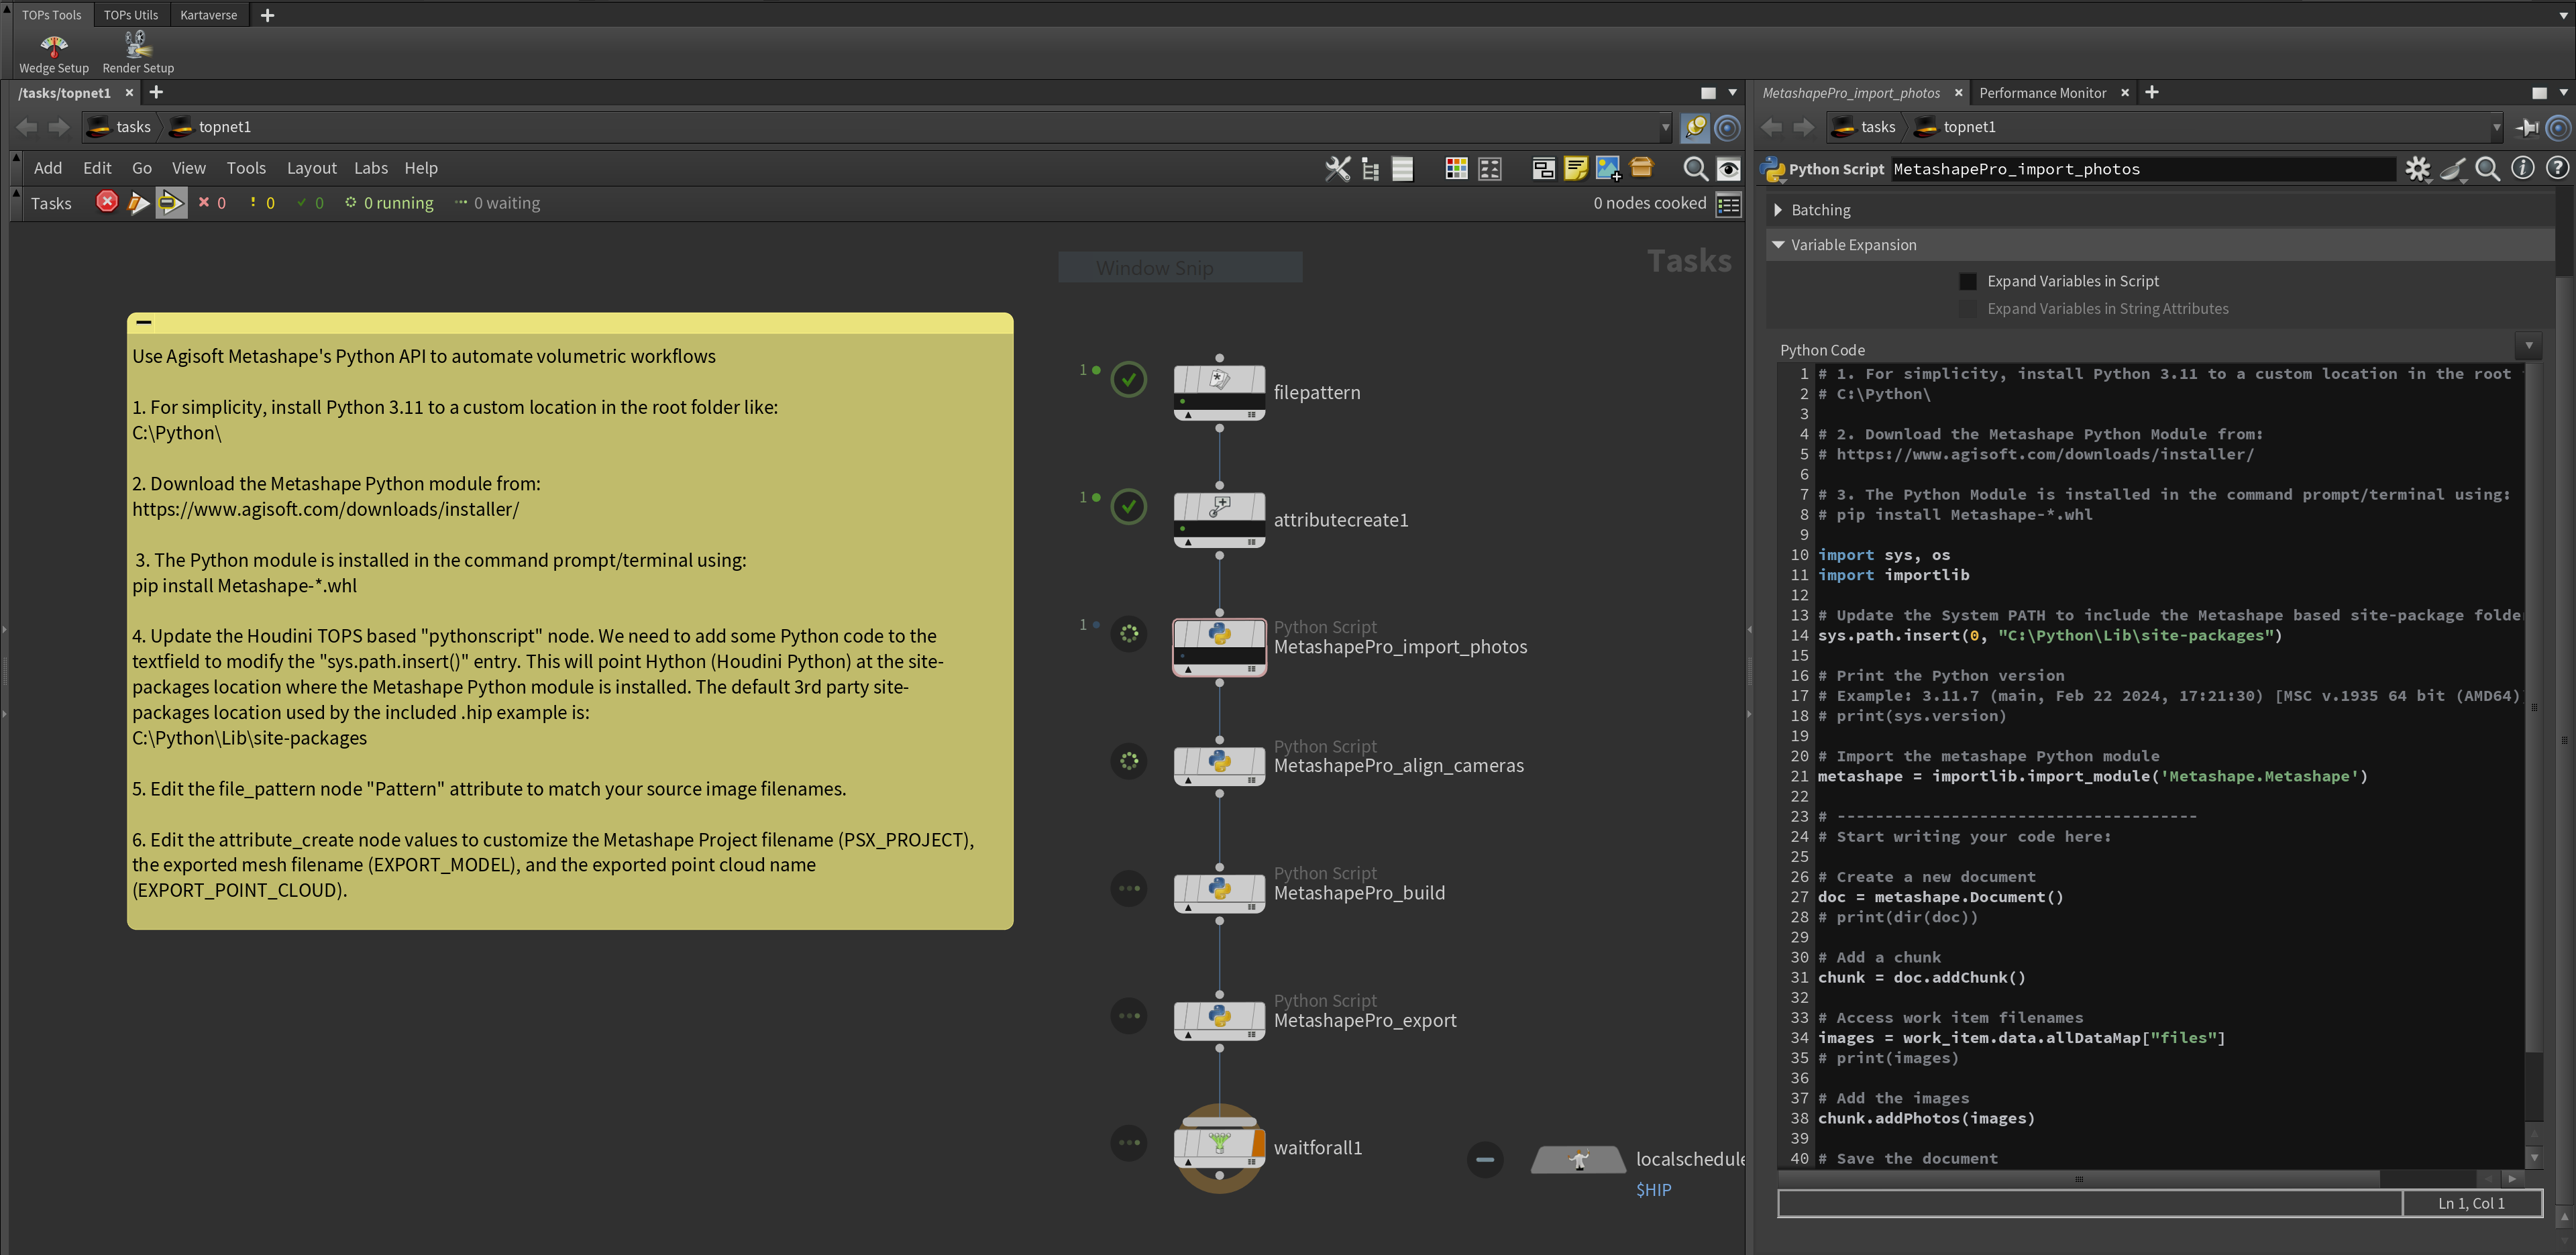 TOPs Tools
TOPs Utils
Kartaverse
Wedge Setup
Render Setup
/tasks/topnet1
tasks
topnet1
Add
Edit
Go
View
Tools
Layout
Labs
Help
Tasks
0
0
0
0 running
0 waiting
0 nodes cooked
Window Snip
Tasks
Use Agisoft Metashape's Python API to automate volumetric workflows
1. For simplicity, install Python 3.11 to a custom location in the root folder like:
C:\Python\
2. Download the Metashape Python module from:
https://www.agisoft.com/downloads/installer/
3. The Python module is installed in the command prompt/terminal using:
pip install Metashape-*.whl
4. Update the Houdini TOPS based "pythonscript" node. We need to add some Python code to the
textfield to modify the "sys.path.insert()" entry. This will point Hython (Houdini Python) at the site-
packages location where the Metashape Python module is installed. The default 3rd party site-
packages location used by the included .hip example is:
C:\Python\Lib\site-packages
5. Edit the file_pattern node "Pattern" attribute to match your source image filenames.
6. Edit the attribute_create node values to customize the Metashape Project filename (PSX_PROJECT),
the exported mesh filename (EXPORT_MODEL), and the exported point cloud name
(EXPORT_POINT_CLOUD).
1
filepattern
1
attributecreate1
1
Python Script
MetashapePro_import_photos
Python Script
MetashapePro_align_cameras
Python Script
MetashapePro_build
Python Script
MetashapePro_export
waitforall1
localschedule
$HIP
MetashapePro_import_photos
Performance Monitor
tasks
topnet1
Python Script
MetashapePro_import_photos
Batching
Variable Expansion
Expand Variables in Script
Expand Variables in String Attributes
Python Code
1 # 1. For simplicity, install Python 3.11 to a custom location in the root
2 # C:\Python\
3
4 # 2. Download the Metashape Python Module from:
5 # https://www.agisoft.com/downloads/installer/
6
7 # 3. The Python Module is installed in the command prompt/terminal using:
8 # pip install Metashape-*.whl
9
10 import sys, os
11 import importlib
12
13 # Update the System PATH to include the Metashape based site-package folde
14 sys.path.insert(0, "C:\Python\Lib\site-packages")
15
16 # Print the Python version
17 # Example: 3.11.7 (main, Feb 22 2024, 17:21:30) [MSC v.1935 64 bit (AMD64)
18 # print(sys.version)
19
20 # Import the metashape Python module
21 metashape = importlib.import_module('Metashape.Metashape')
22
23 # --------------------------------------
24 # Start writing your code here:
25
26 # Create a new document
27 doc = metashape.Document()
28 # print(dir(doc))
29
30 # Add a chunk
31 chunk = doc.addChunk()
32
33 # Access work item filenames
34 images = work_item.data.allDataMap["files"]
35 # print(images)
36
37 # Add the images
38 chunk.addPhotos(images)
39
40 # Save the document
Ln 1, Col 1